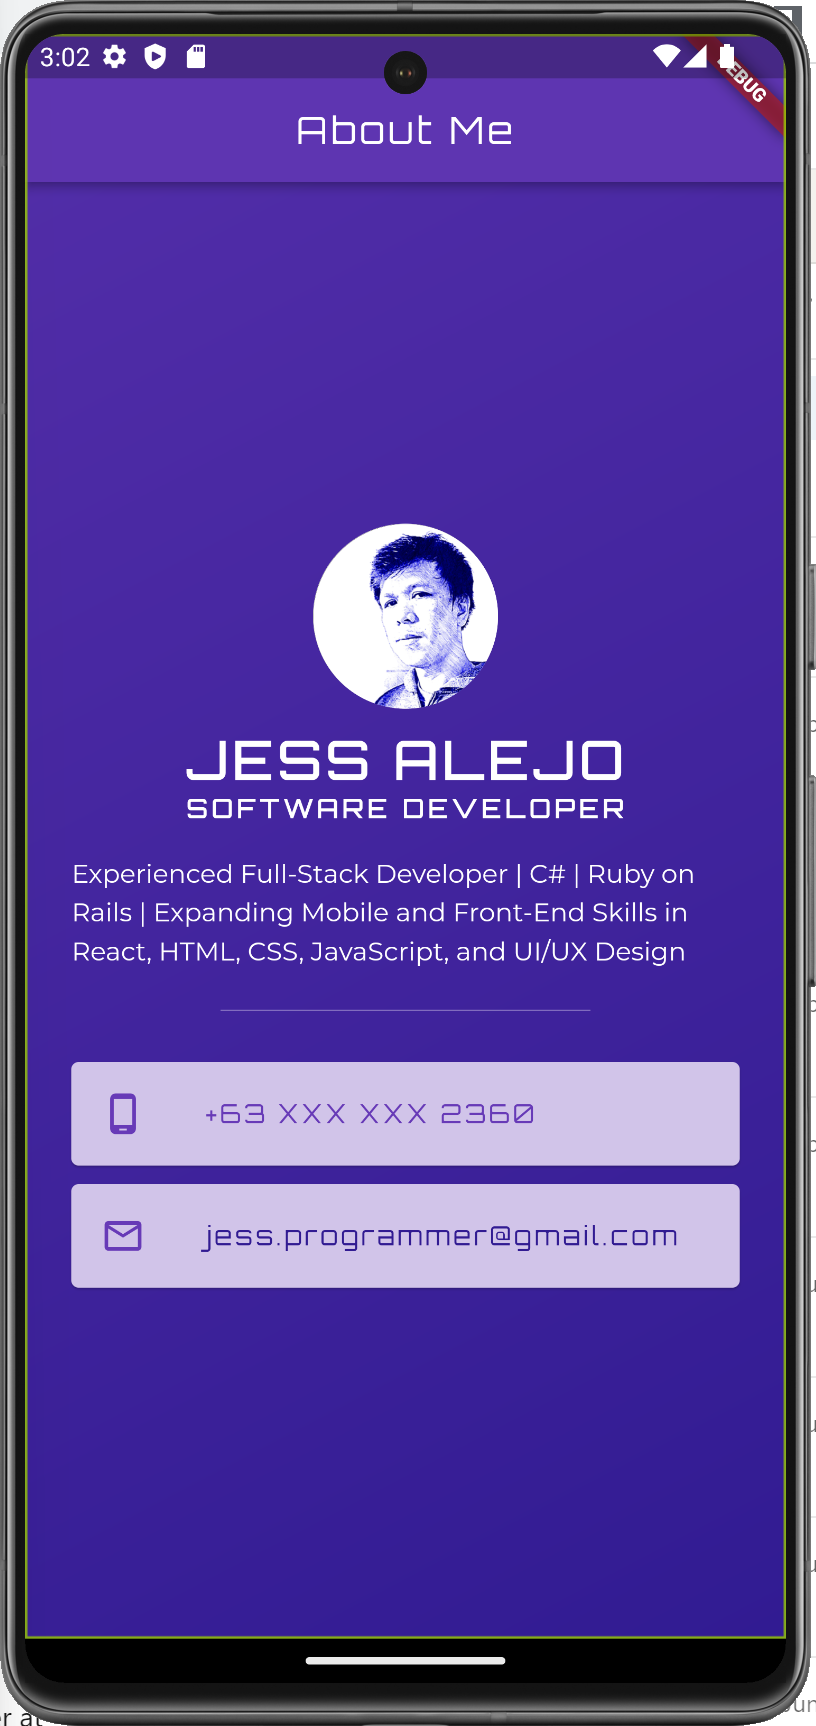 3:02
DEBUG
About Me
JESS ALEJO
SOFTWARE DEVELOPER
Experienced Full-Stack Developer | C# | Ruby on
Rails | Expanding Mobile and Front-End Skills in
React, HTML, CSS, JavaScript, and UI/UX Design
+63 XXX XXX 2360
jess.programmer@gmail.com